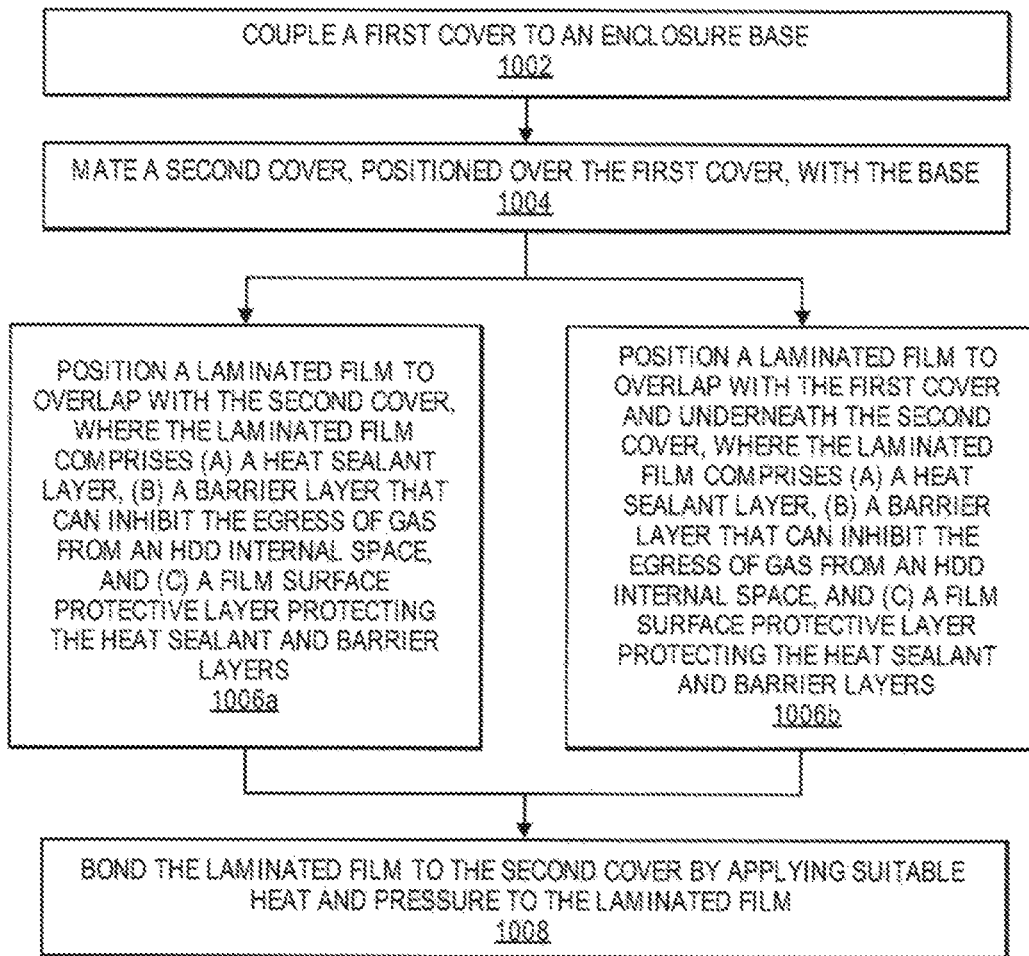 COUPLE A FIRST COVER TO AN ENCLOSURE BASE
1002
MATE A SECOND COVER, POSITIONED OVER THE FIRST COVER, WITH THE BASE
1004
POSITION A LAMINATED FILM TO
OVERLAP WITH THE SECOND COVER,
WHERE THE LAMINATED FILM
COMPRISES (A) A HEAT SEALANT
LAYER, (B) A BARRIER LAYER THAT
CAN INHIBIT THE EGRESS OF GAS
FROM AN HDD INTERNAL SPACE,
AND (C) A FILM SURFACE
PROTECTIVE LAYER PROTECTING
THE HEAT SEALANT AND BARRIER
LAYERS
1006a
POSITION A LAMINATED FILM TO
OVERLAP WITH THE FIRST COVER
AND UNDERNEATH THE SECOND
COVER, WHERE THE LAMINATED
FILM COMPRISES (A) A HEAT
SEALANT LAYER, (B) A BARRIER
LAYER THAT CAN INHIBIT THE
EGRESS OF GAS FROM AN HDD
INTERNAL SPACE, AND (C) A FILM
SURFACE PROTECTIVE LAYER
PROTECTING THE HEAT SEALANT
AND BARRIER LAYERS
1006b
BOND THE LAMINATED FILM TO THE SECOND COVER BY APPLYING SUITABLE
HEAT AND PRESSURE TO THE LAMINATED FILM
1008